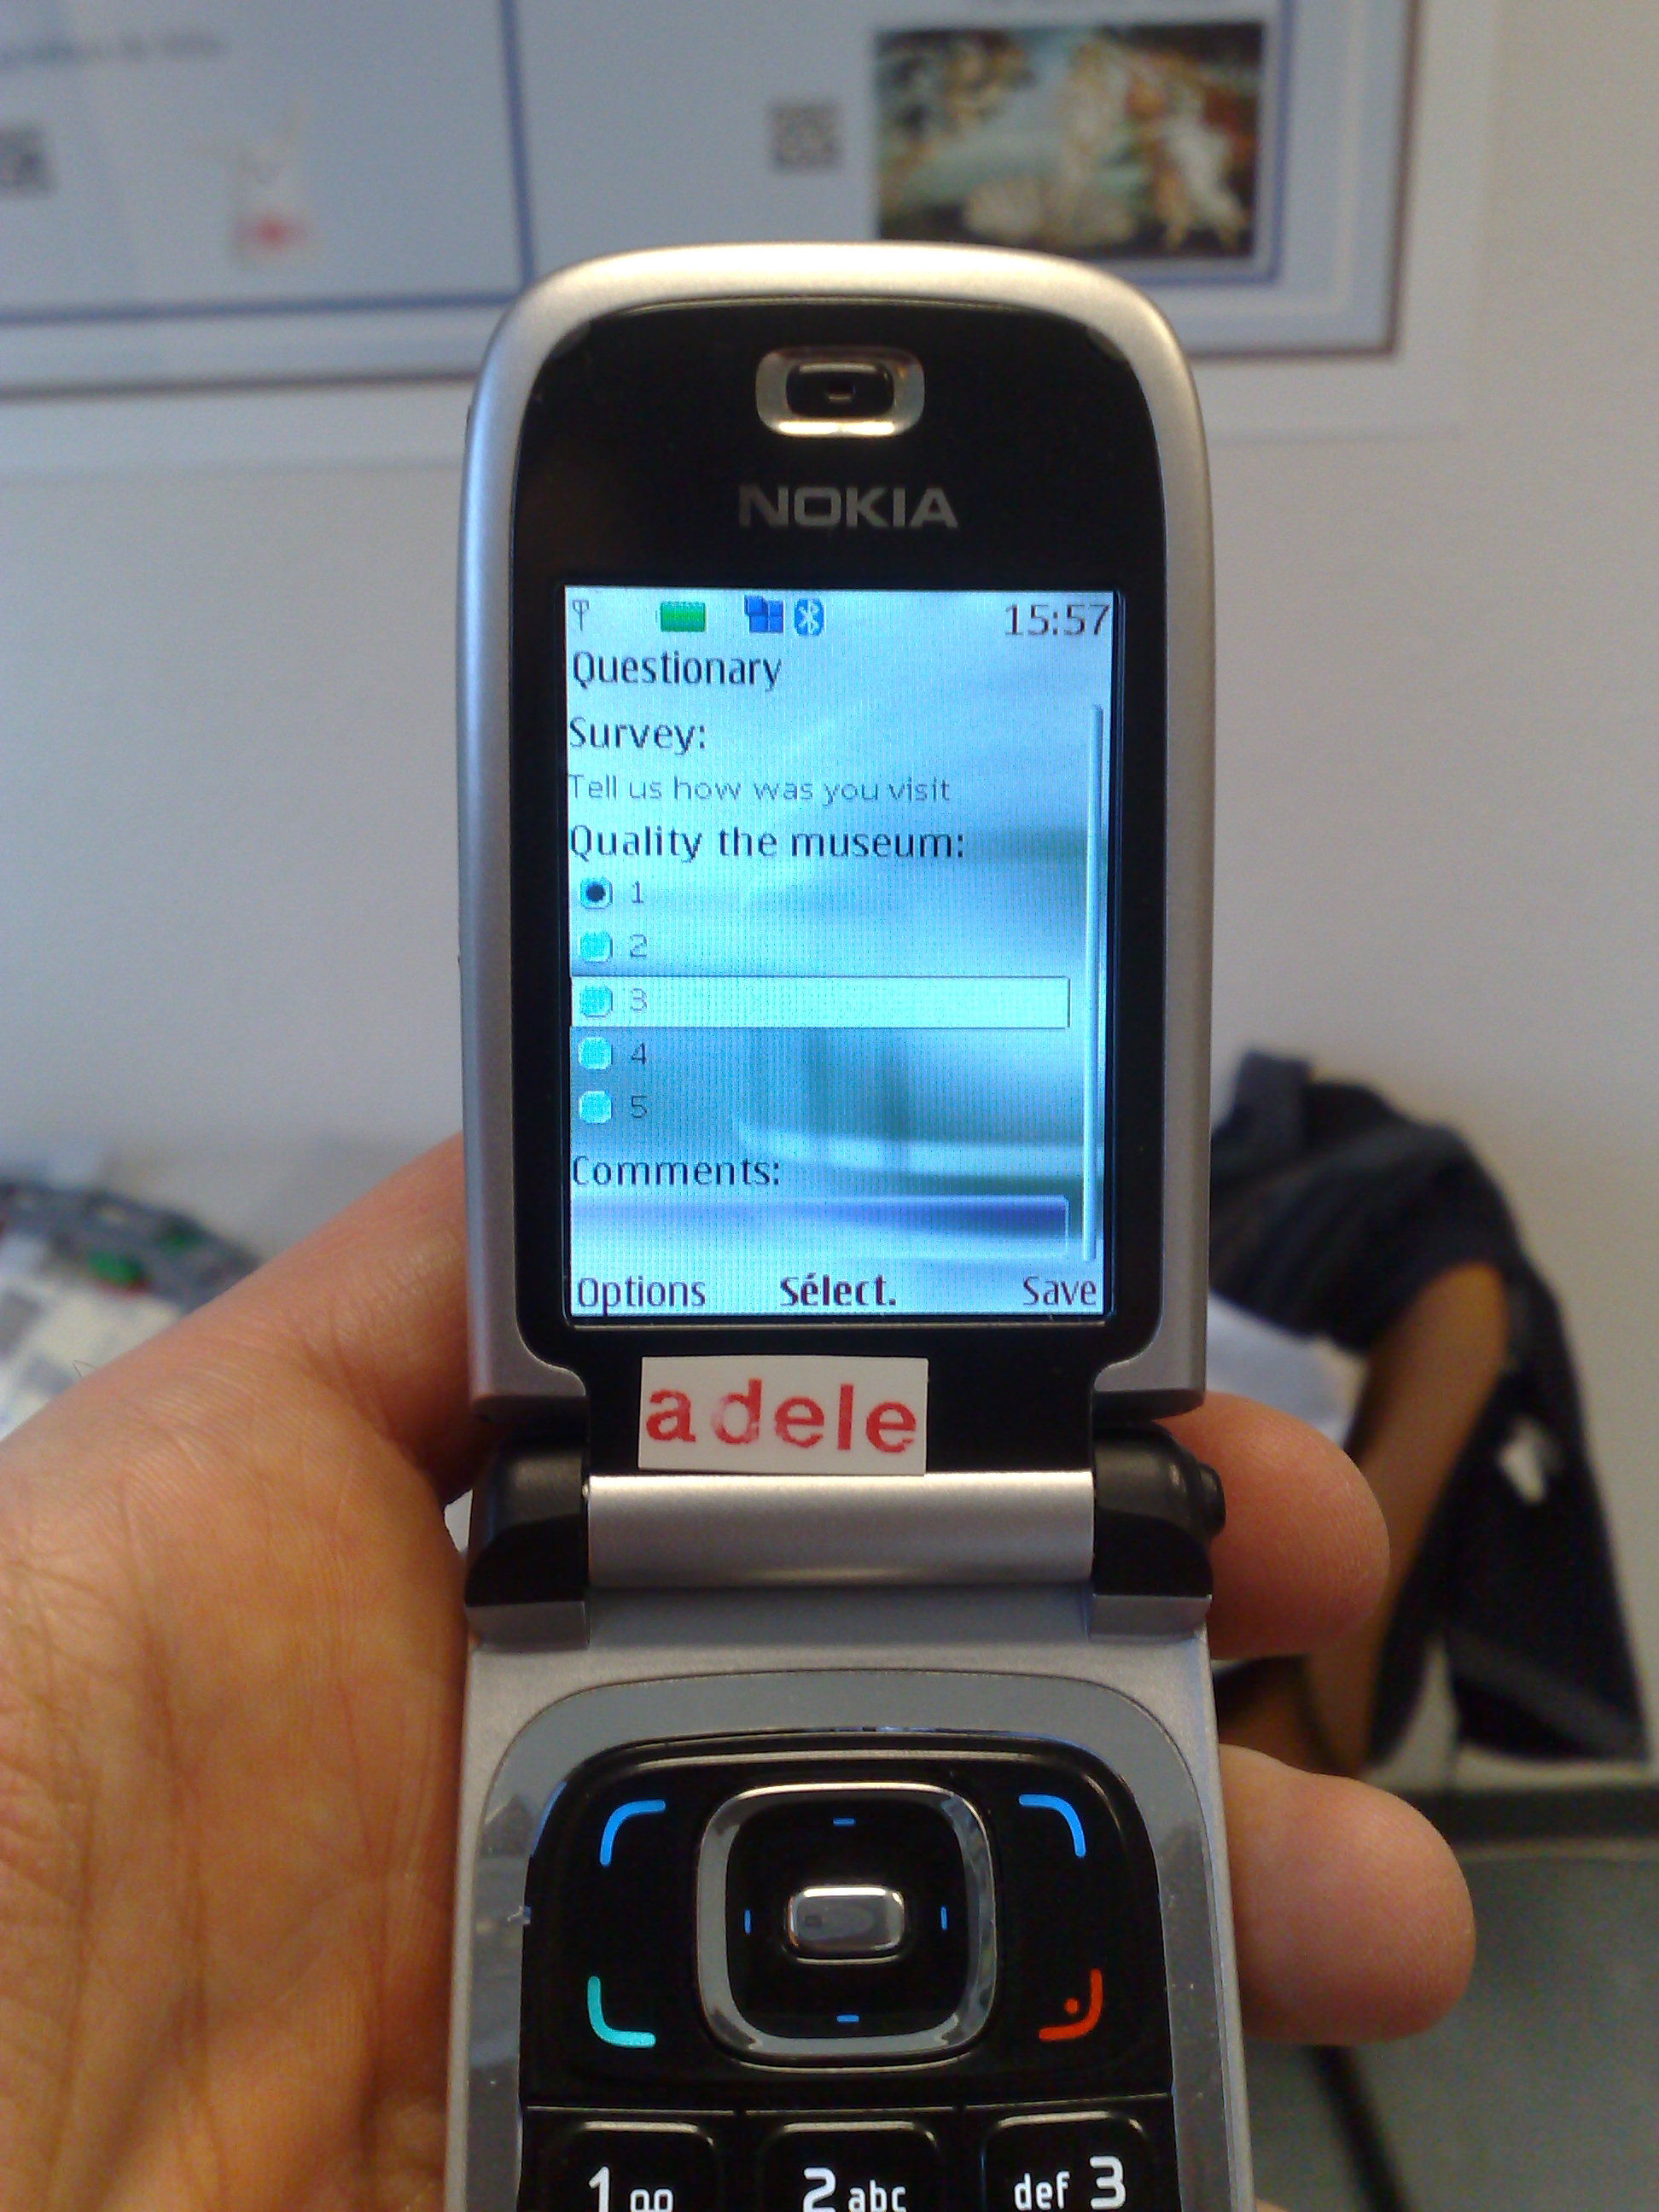 NOKIA
15:57
Questionary
Survey:
Tell us how was you visit
Quality the museum:
1
2
3
4
5
Comments:
Options Sélect. Save
adele
1 oo 2 abc def 3